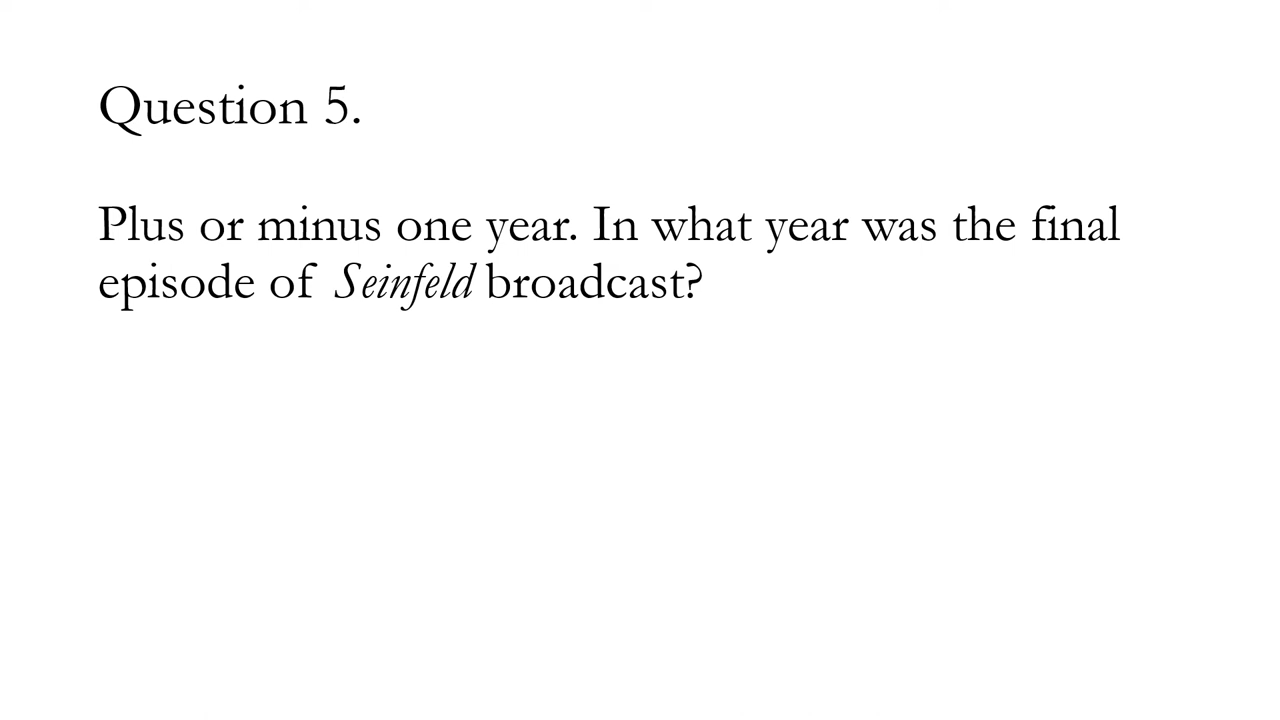 Question 5.
Plus or minus one year. In what year was the final
episode of Seinfeld broadcast?